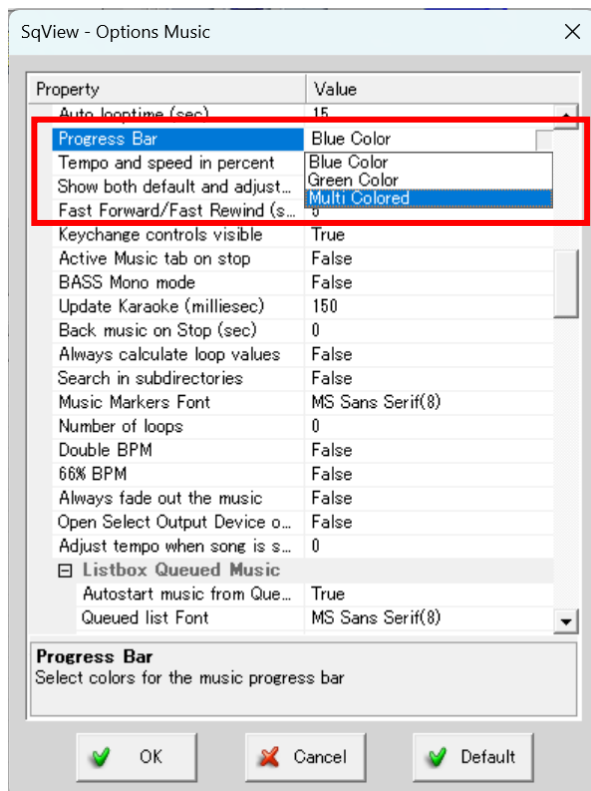 SqView - Options Music
Property Value
Auto looptime (sec) 15
Progress Bar Blue Color
Tempo and speed in percent Blue Color
Show both default and adjust... Green Color
Multi Colored
Fast Forward/Fast Rewind (s... 5
Keychange controls visible True
Active Music tab on stop False
BASS Mono mode False
Update Karaoke (milliesec) 150
Back music on Stop (sec) 0
Always calculate loop values False
Search in subdirectories False
Music Markers Font MS Sans Serif(8)
Number of loops 0
Double BPM False
66% BPM False
Always fade out the music False
Open Select Output Device o... False
Adjust tempo when song is s... 0
Listbox Queued Music
Autostart music from Que... True
Queued list Font MS Sans Serif(8)
Progress Bar
Select colors for the music progress bar
OK Cancel Default